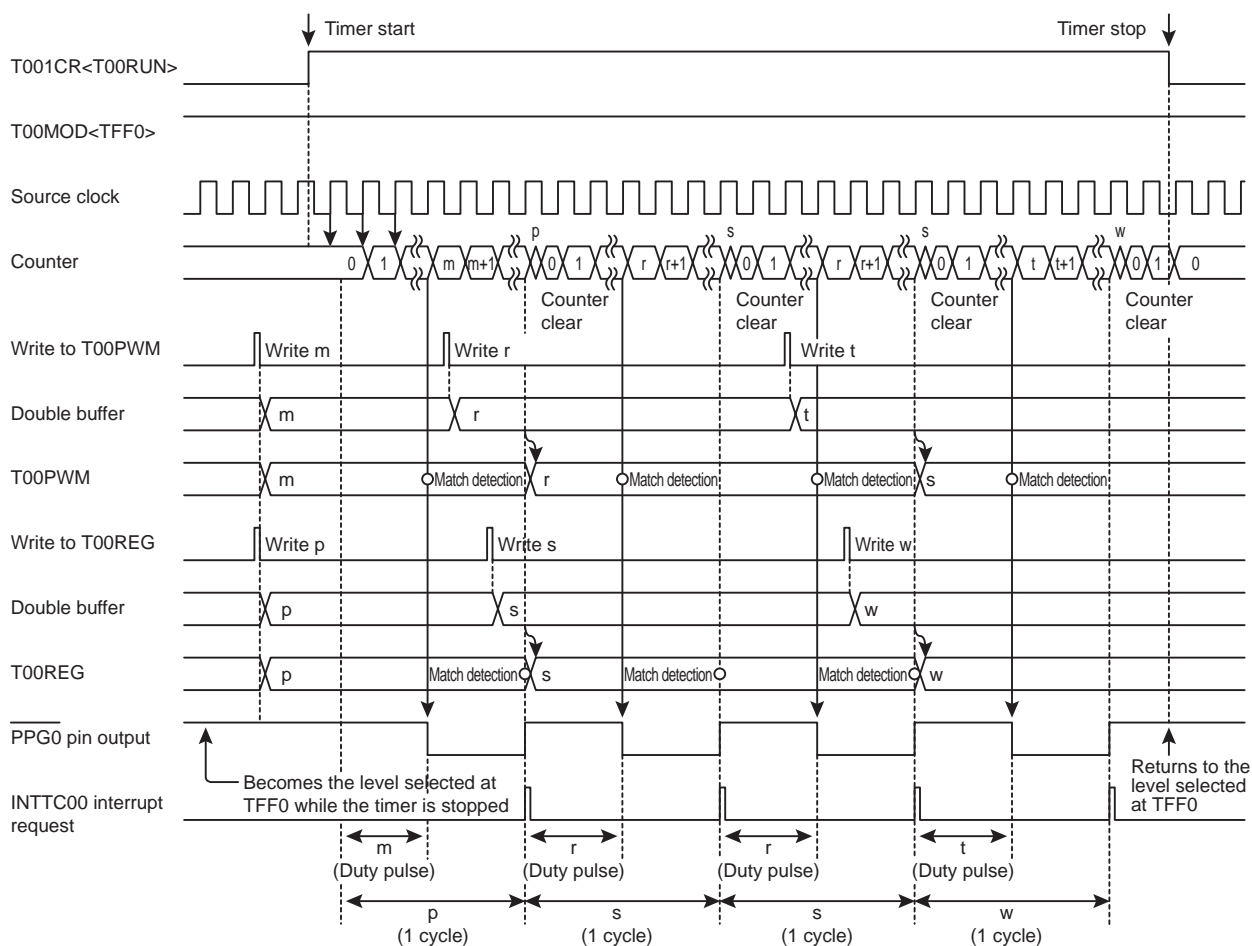 Timer start
Timer stop
T001CR<T00RUN>
T00MOD<TFF0>
Source clock
p s s w
Counter
0 1 m m+1 0 1 r r+1 0 1 r r+1 0 1 t t+1 0 1 0
Counter clear
Counter clear
Counter clear
Counter clear
Write to T00PWM
Write m
Write r
Write t
Double buffer
m
r
t
T00PWM
m
Match detection
r
Match detection
Match detection
s
Match detection
Write to T00REG
Write p
Write s
Write w
Double buffer
p
s
w
T00REG
p
Match detection
s
Match detection
Match detection
w
PPG0 pin output
Becomes the level selected at
TFF0 while the timer is stopped
Returns to the
level selected
at TFF0
INTTC00 interrupt
request
m
(Duty pulse)
r
(Duty pulse)
r
(Duty pulse)
t
(Duty pulse)
p
(1 cycle)
s
(1 cycle)
s
(1 cycle)
w
(1 cycle)